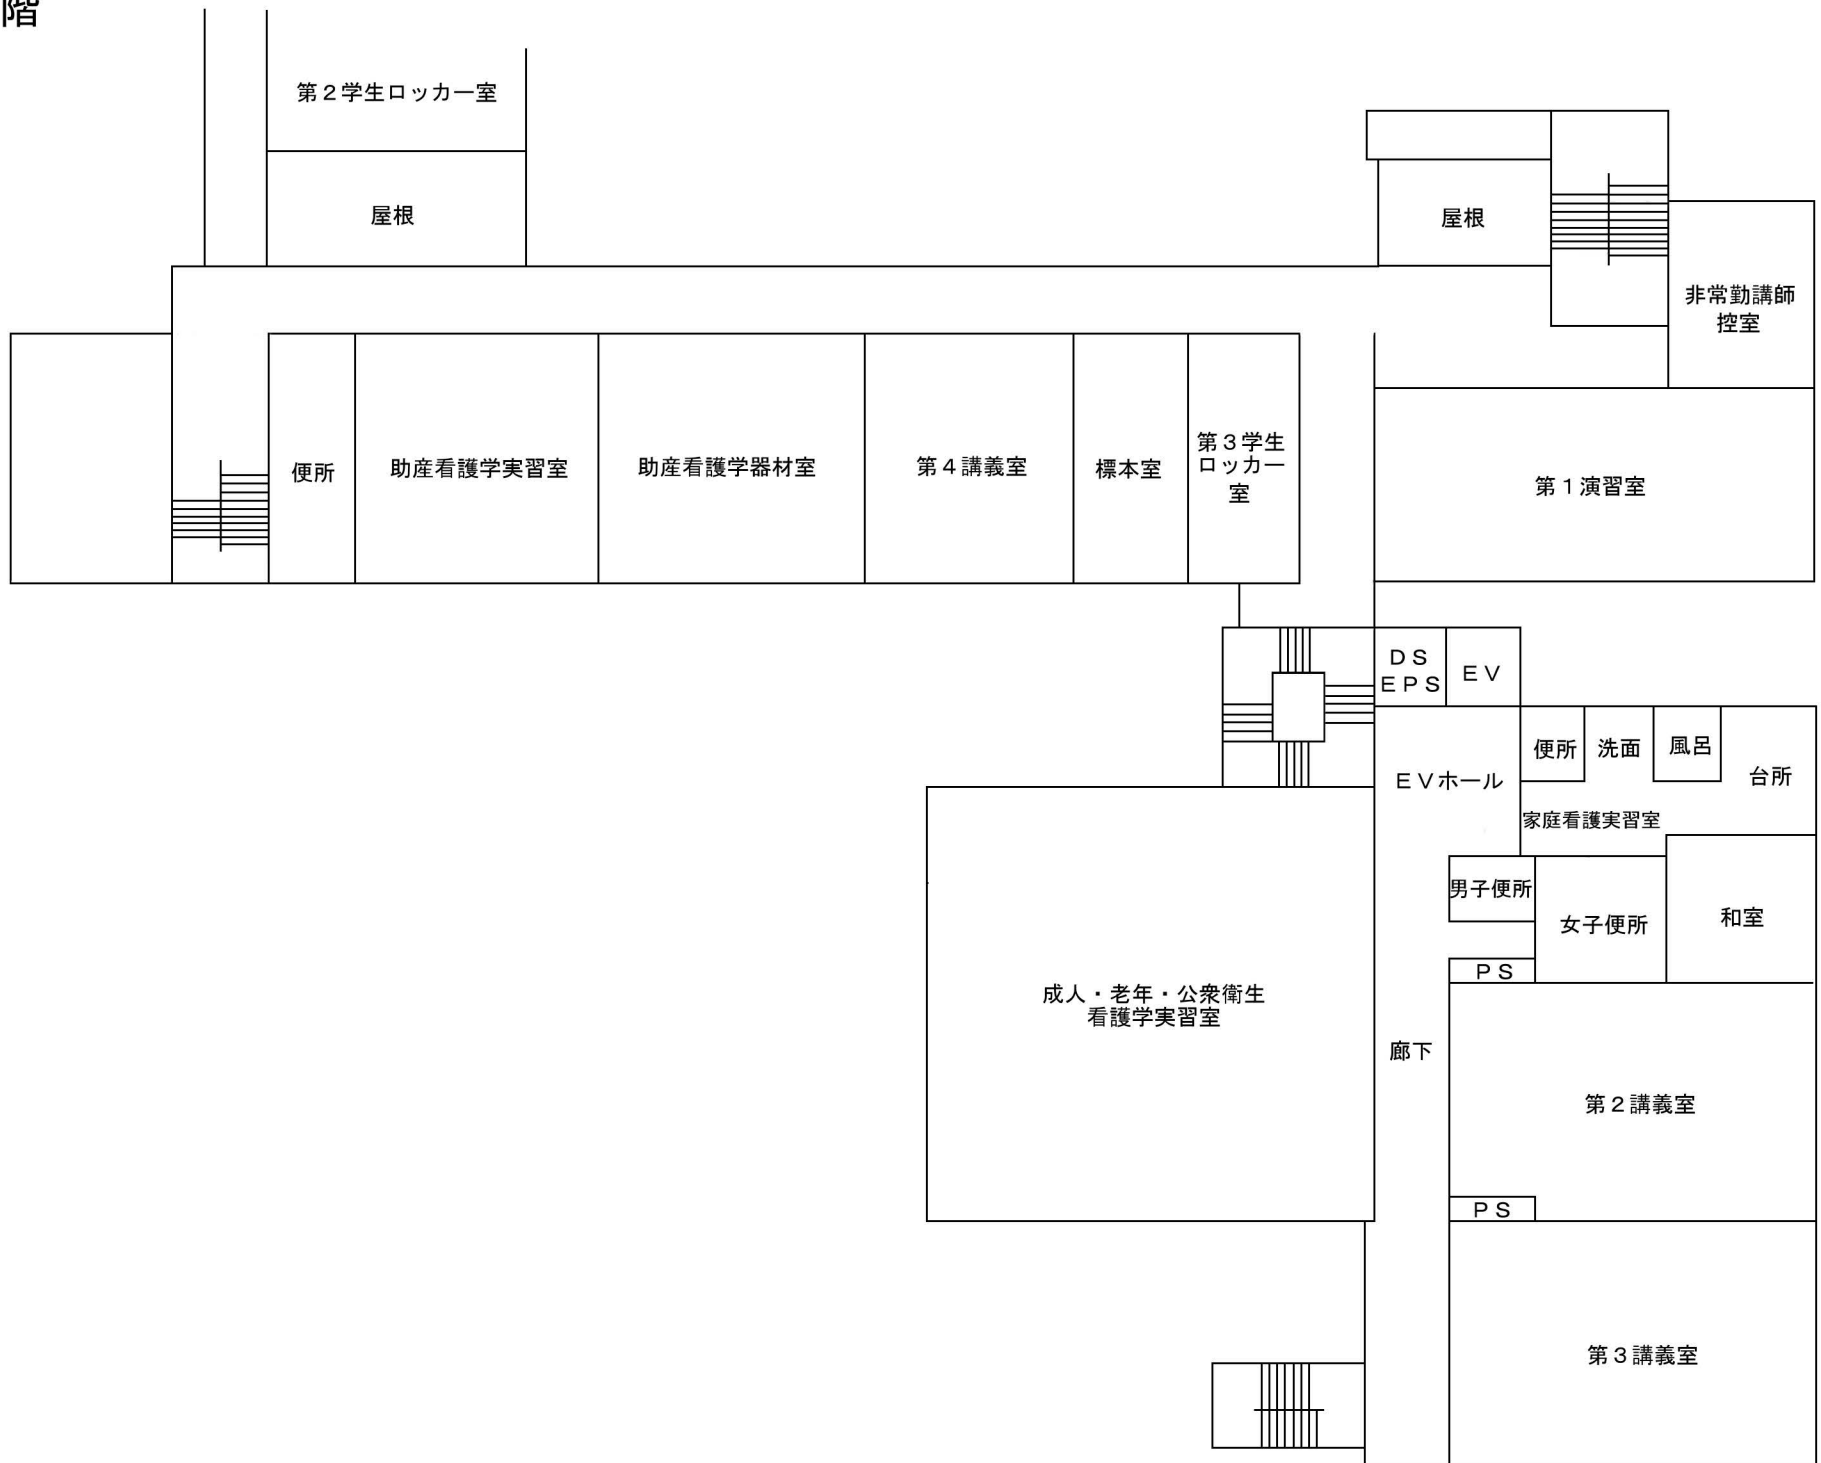 階
第２学生ロッカー室
屋根
屋根
非常勤講師
控室
便所
助産看護学実習室
助産看護学器材室
第４講義室
標本室
第３学生
ロッカー
室
第１演習室
ＤＳ
ＥＰＳ
ＥＶ
ＥＶホール
便所
洗面
風呂
台所
家庭看護実習室
男子便所
女子便所
和室
ＰＳ
成人・老年・公衆衛生
看護学実習室
廊下
第２講義室
ＰＳ
第３講義室